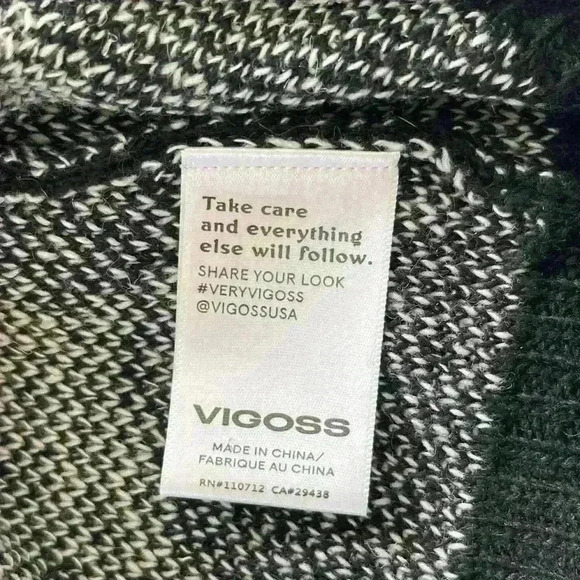 Take care
and everything
else will follow.
SHARE YOUR LOOK
#VERYVIGOSS
@VIGOSSUSA
VIGOSS
MADE IN CHINA/
FABRIQUE AU CHINA
RN#110712 CA#29438